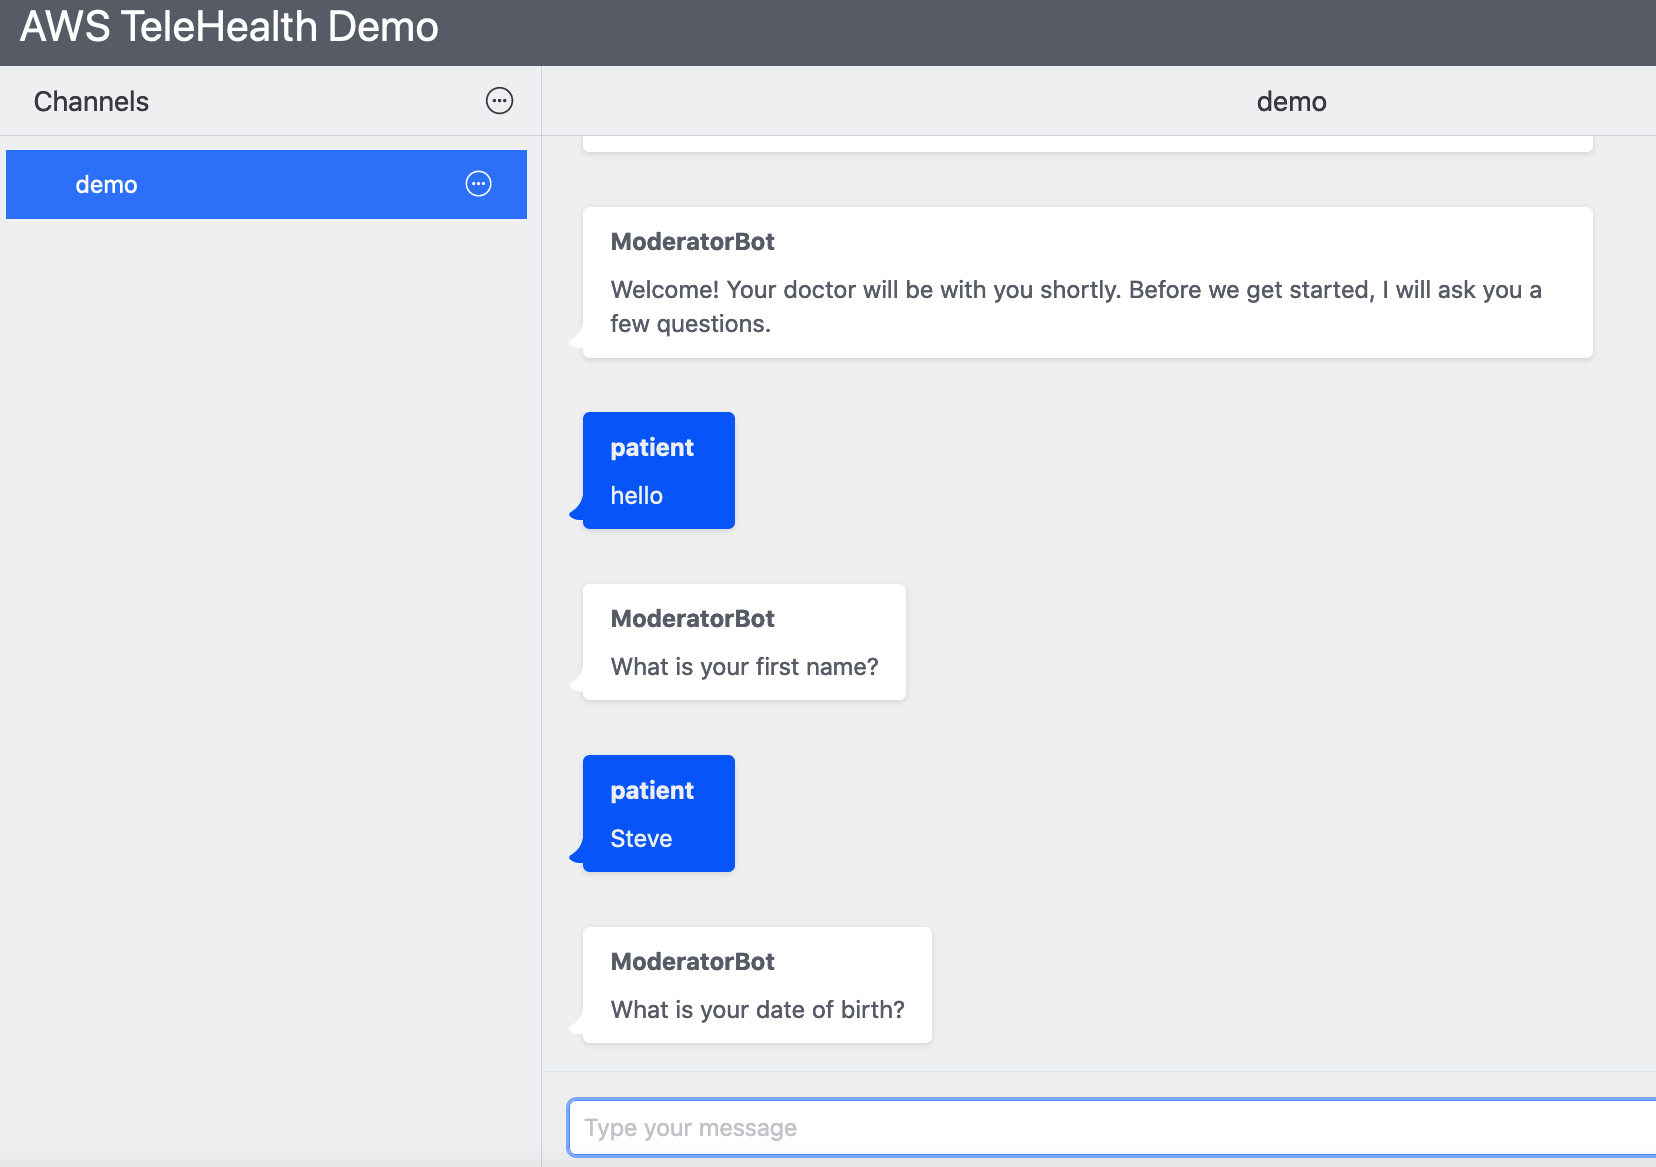 AWS TeleHealth Demo
Channels
demo
demo
ModeratorBot
Welcome! Your doctor will be with you shortly. Before we get started, I will ask you a
few questions.
patient
hello
ModeratorBot
What is your first name?
patient
Steve
ModeratorBot
What is your date of birth?
Type your message